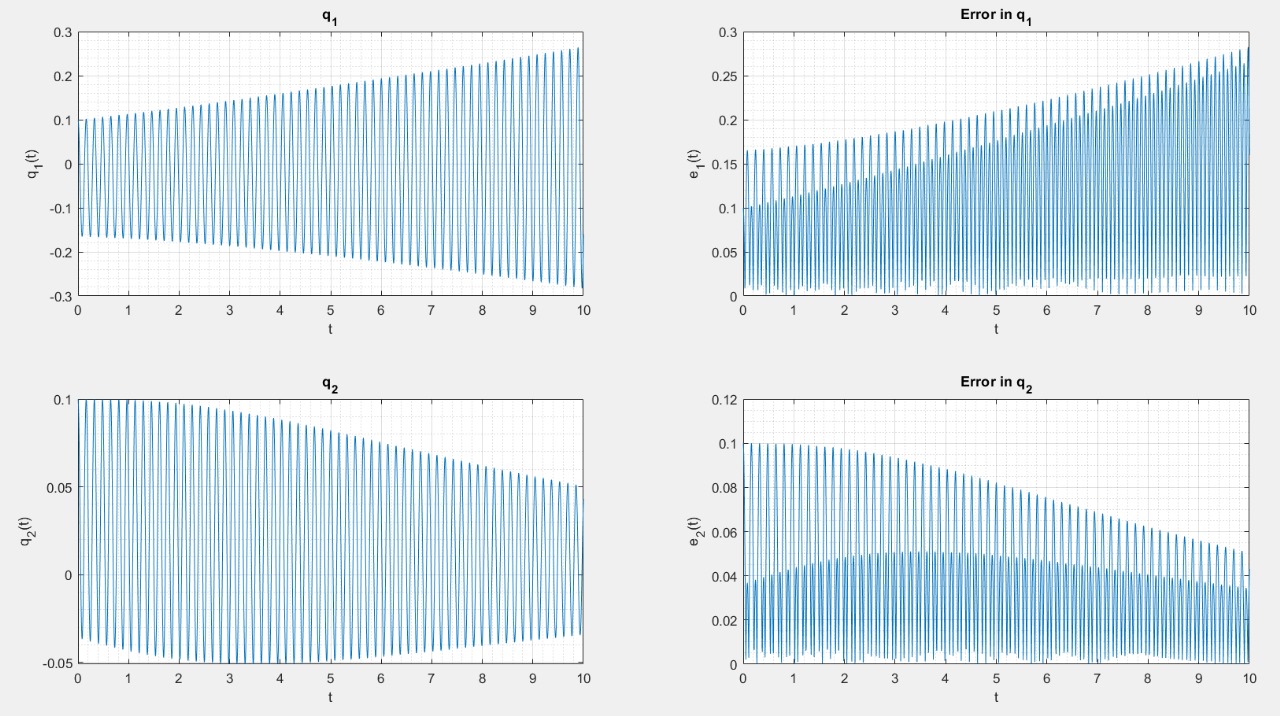 q1
0.3
0.2
0.1
0
-0.1
-0.2
-0.3
q1(t)
0 1 2 3 4 5 6 7 8 9 10
t
Error in q1
0.3
0.25
0.2
0.15
0.1
0.05
0
e1(t)
0 1 2 3 4 5 6 7 8 9 10
t
q2
0.1
0.05
0
-0.05
q2(t)
0 1 2 3 4 5 6 7 8 9 10
t
Error in q2
0.12
0.1
0.08
0.06
0.04
0.02
0
e2(t)
0 1 2 3 4 5 6 7 8 9 10
t